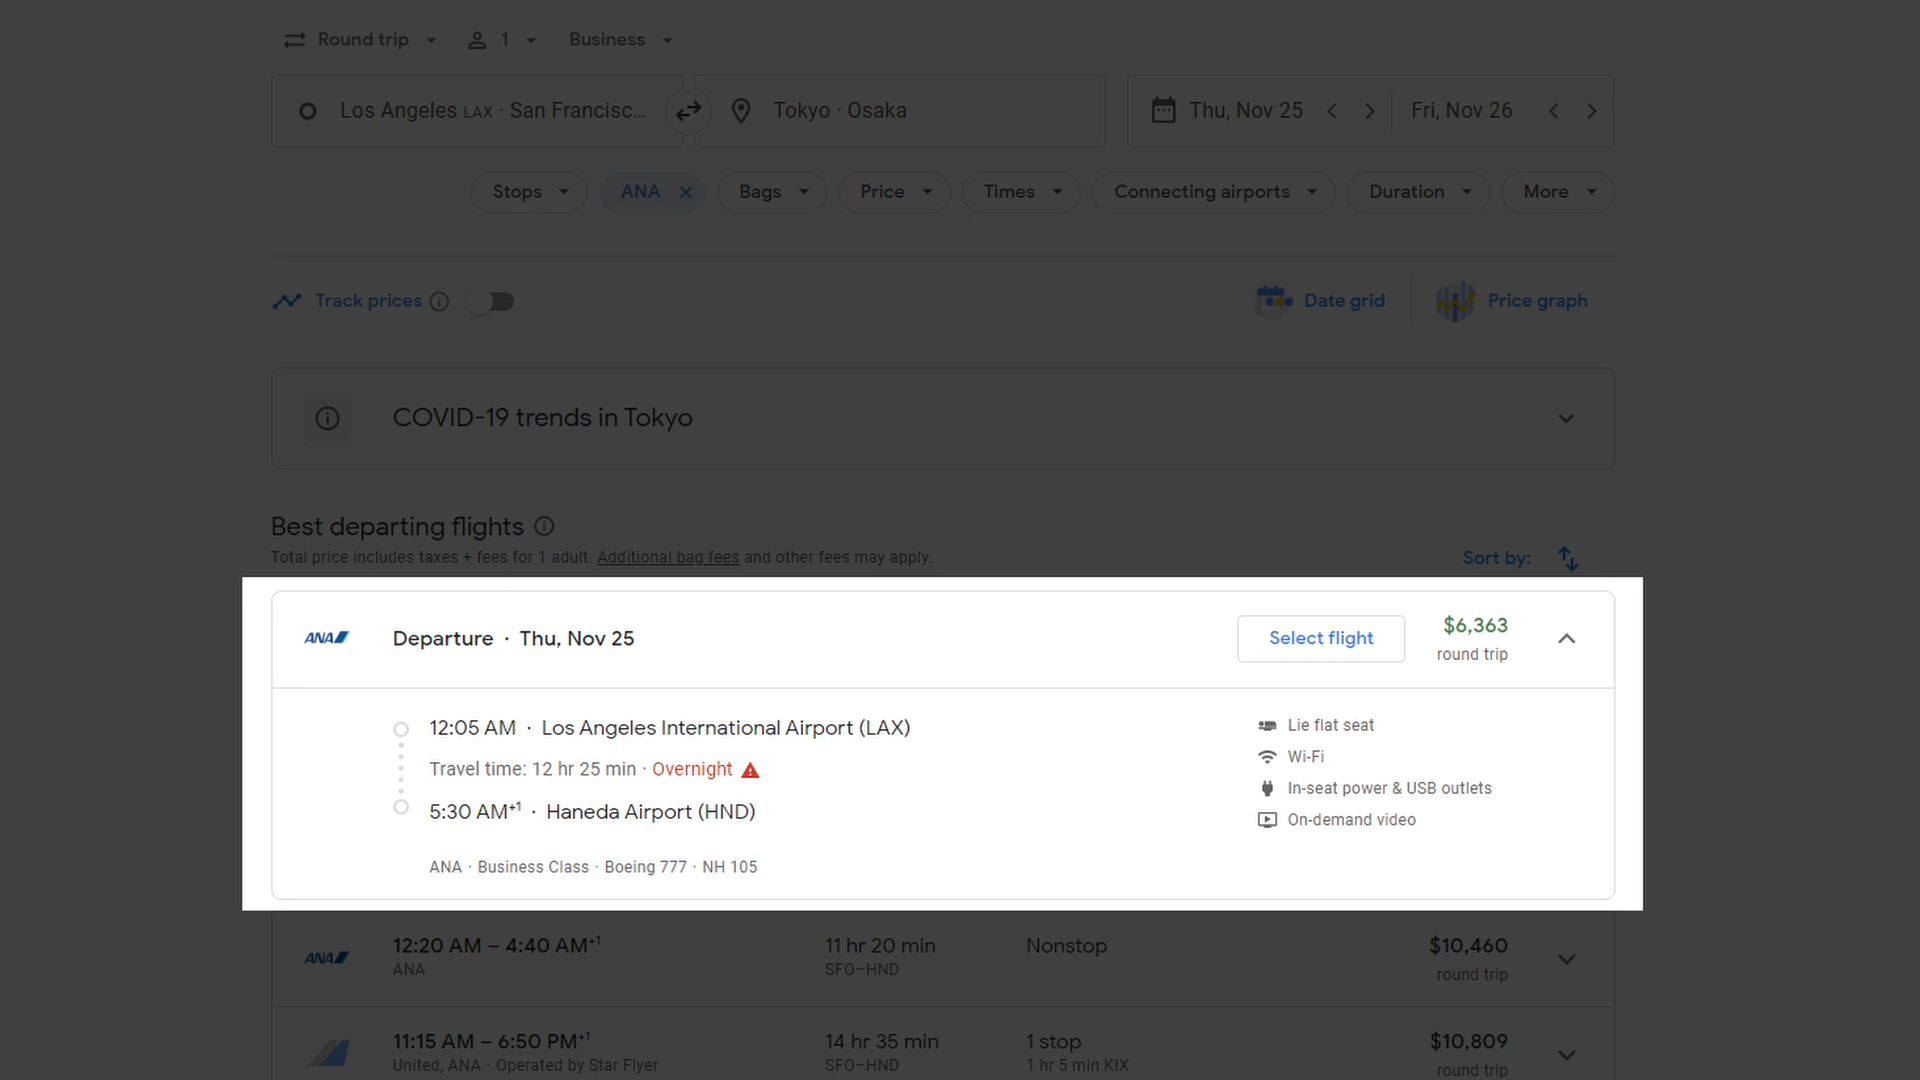 Round trip 1 Business
Los Angeles LAX · San Francisc... Tokyo · Osaka Thu, Nov 25 Fri, Nov 26
Stops ANA Bags Price Times Connecting airports Duration More
Track prices Date grid Price graph
COVID-19 trends in Tokyo
Best departing flights
Total price includes taxes + fees for 1 adult. Additional bag fees and other fees may apply.
Sort by:
ANA Departure · Thu, Nov 25 Select flight $6,363
round trip
12:05 AM · Los Angeles International Airport (LAX)
Travel time: 12 hr 25 min · Overnight
5:30 AM+1 · Haneda Airport (HND)
ANA · Business Class · Boeing 777 · NH 105
Lie flat seat
Wi-Fi
In-seat power & USB outlets
On-demand video
ANA 12:20 AM – 4:40 AM+1 11 hr 20 min Nonstop $10,460
ANA SFO–HND round trip
11:15 AM – 6:50 PM+1 14 hr 35 min 1 stop $10,809
United, ANA · Operated by Star Flyer SFO–HND 1 hr 5 min KIX round trip